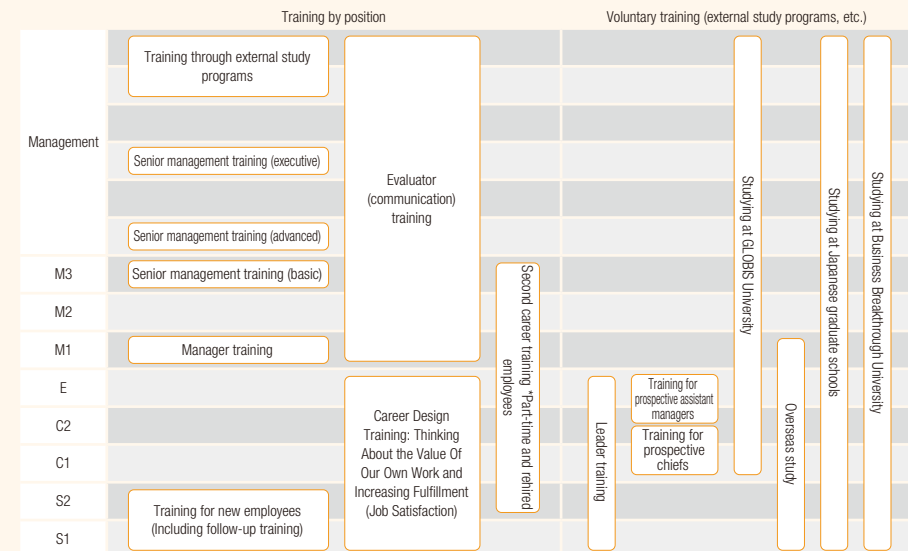 Training by position
Voluntary training (external study programs, etc.)
Management
M3
M2
M1
E
C2
C1
S2
S1
Training through external study
programs
Senior management training (executive)
Senior management training (advanced)
Senior management training (basic)
Manager training
Training for new employees
(Including follow-up training)
Evaluator
(communication)
training
Career Design
Training: Thinking
About the Value Of
Our Own Work and
Increasing Fulfillment
(Job Satisfaction)
Second career training *Part-time and rehired
employees
Leader training
Training for
prospective assistant
managers
Training for
prospective
chiefs
Studying at GLOBIS University
Overseas study
Studying at Japanese graduate schools
Studying at Business Breakthrough University